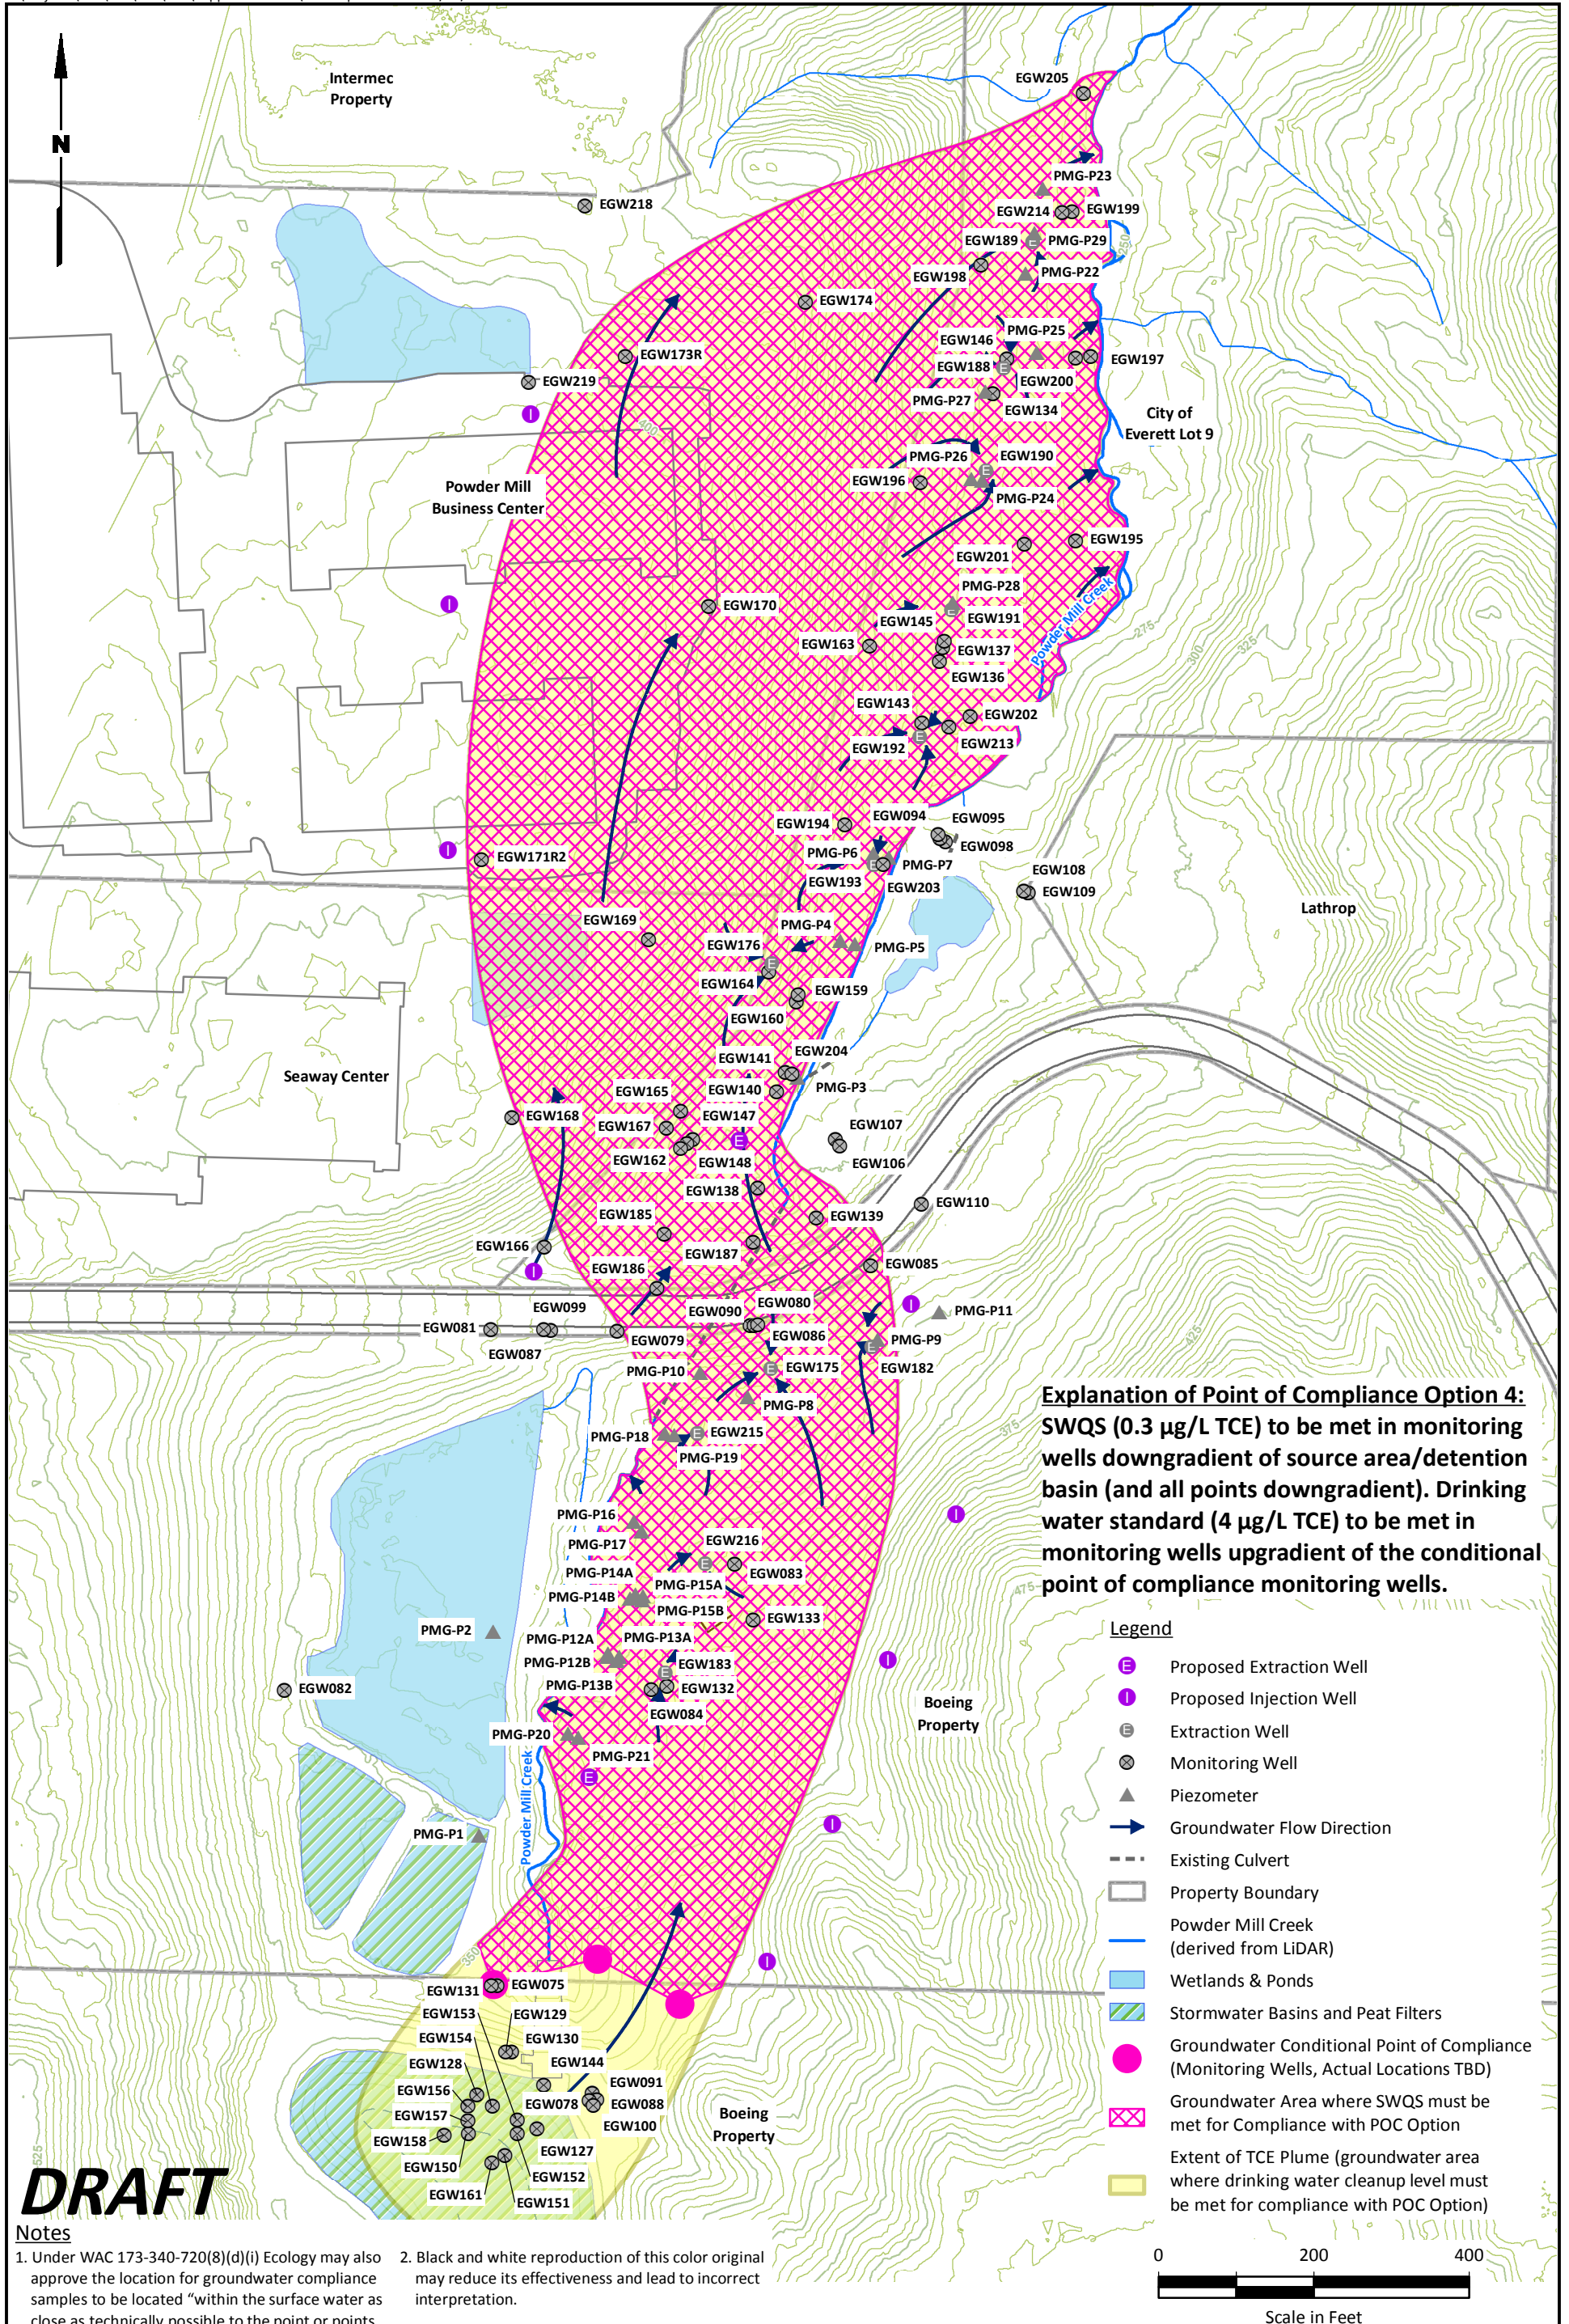 Intermec
Property
N
EGW205
PMG-P23
EGW218
EGW214
EGW199
EGW189
PMG-P29
EGW198
PMG-P22
250
EGW174
PMG-P25
EGW146
EGW173R
EGW197
EGW188
EGW200
EGW219
PMG-P27
EGW134
I
400
City of
Everett Lot 9
PMG-P26
EGW190
E
EGW196
Powder Mill
Business Center
PMG-P24
EGW195
EGW201
PMG-P28
I
EGW170
EGW145
EGW191
Powder Mill Creek
275
300
325
EGW163
EGW137
EGW136
EGW143
EGW202
EGW192
EGW213
EGW194
EGW094
EGW095
I
EGW171R2
PMG-P6
EGW098
PMG-P7
EGW193
EGW203
EGW108
EGW109
Lathrop
EGW169
PMG-P4
EGW176
PMG-P5
EGW164
EGW159
EGW160
EGW204
EGW141
Seaway Center
EGW165
EGW140
PMG-P3
EGW168
EGW167
EGW147
EGW107
E
EGW162
EGW148
EGW106
EGW138
EGW110
EGW185
EGW139
EGW166
EGW187
I
EGW186
EGW085
EGW099
EGW090
EGW080
I
PMG-P11
EGW081
EGW079
EGW086
PMG-P9
425
EGW087
EGW182
PMG-P10
EGW175
PMG-P8
375
PMG-P18
EGW215
PMG-P19
Explanation of Point of Compliance Option 4:
SWQS (0.3 µg/L TCE) to be met in monitoring
wells downgradient of source area/detention
basin (and all points downgradient). Drinking
water standard (4 µg/L TCE) to be met in
monitoring wells upgradient of the conditional
point of compliance monitoring wells.
I
PMG-P16
PMG-P17
EGW216
PMG-P14A
EGW083
PMG-P15A
475
PMG-P14B
PMG-P15B
EGW133
PMG-P2
PMG-P12A
PMG-P13A
PMG-P12B
EGW183
I
PMG-P13B
EGW132
EGW082
EGW084
Boeing
Property
PMG-P20
PMG-P21
E
Powder Mill Creek
PMG-P1
I
Legend
E Proposed Extraction Well
I Proposed Injection Well
E Extraction Well
Monitoring Well
Piezometer
Groundwater Flow Direction
Existing Culvert
Property Boundary
Powder Mill Creek
(derived from LiDAR)
Wetlands & Ponds
Stormwater Basins and Peat Filters
Groundwater Conditional Point of Compliance
(Monitoring Wells, Actual Locations TBD)
Groundwater Area where SWQS must be
met for Compliance with POC Option
Extent of TCE Plume (groundwater area
where drinking water cleanup level must
be met for compliance with POC Option)
350
I
EGW131
EGW075
EGW153
EGW129
EGW154
EGW130
EGW128
EGW144
EGW156
EGW091
EGW157
EGW078
EGW088
EGW158
EGW100
EGW150
EGW127
EGW161
EGW152
EGW151
Boeing
Property
525
DRAFT
Notes
1. Under WAC 173-340-720(8)(d)(i) Ecology may also
approve the location for groundwater compliance
samples to be located “within the surface water as
close as technically possible to the point or points
2. Black and white reproduction of this color original
may reduce its effectiveness and lead to incorrect
interpretation.
0 200 400
Scale in Feet